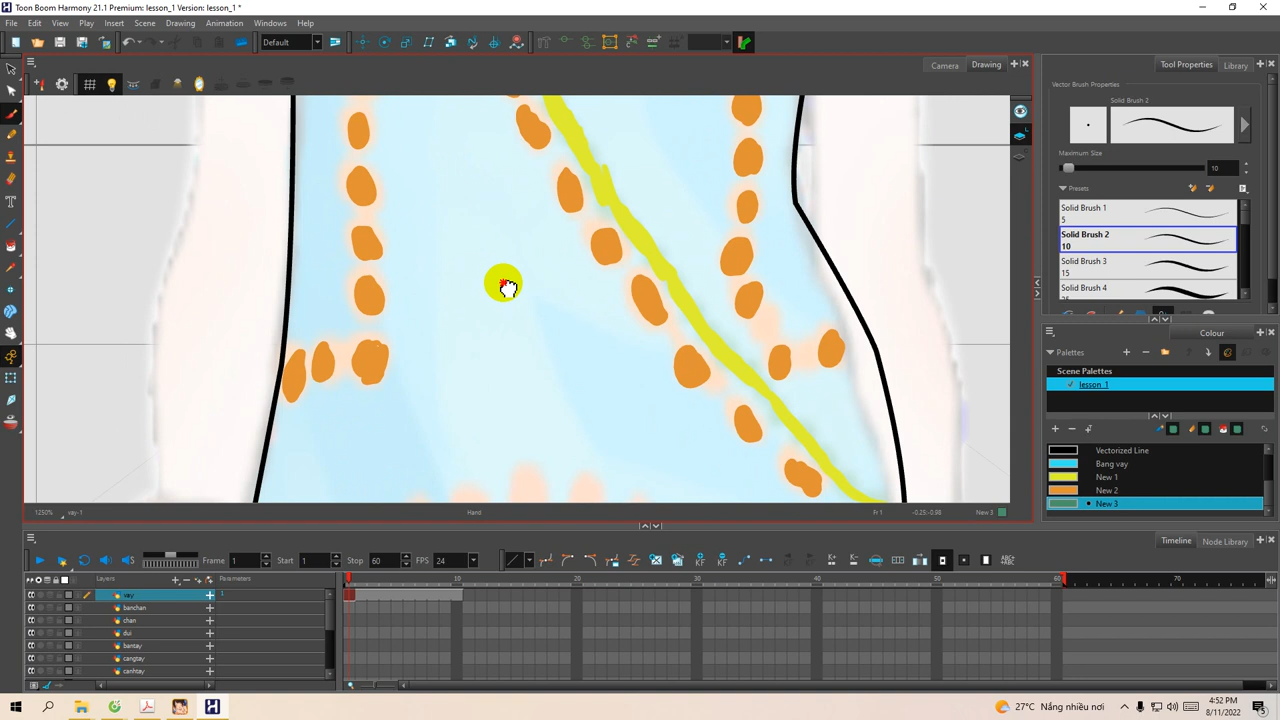 Toon Boom Harmony 21.1 Premium: lesson_1 Version: lesson_1 *
File Edit View Play Insert Scene Drawing Animation Windows Help
Default
Camera Drawing
Tool Properties Library
Vector Brush Properties
Solid Brush 2
Maximum Size
10
Presets
Solid Brush 1
5
Solid Brush 2
10
Solid Brush 3
15
Solid Brush 4
Colour
Palettes
Scene Palettes
lesson_1
Vectorized Line
Bang vay
New 1
New 2
New 3
1250% vay-1 Hand Fr 1 New 3
Timeline Node Library
Frame 1 Start 1 Stop 60 FPS 24
Layers Parameters
10 20 30 40 50 60 70
vay 1
banchan
chan
dui
bantay
cangtay
canhtay
27°C Nắng nhiều nơi
4:52 PM
8/11/2022